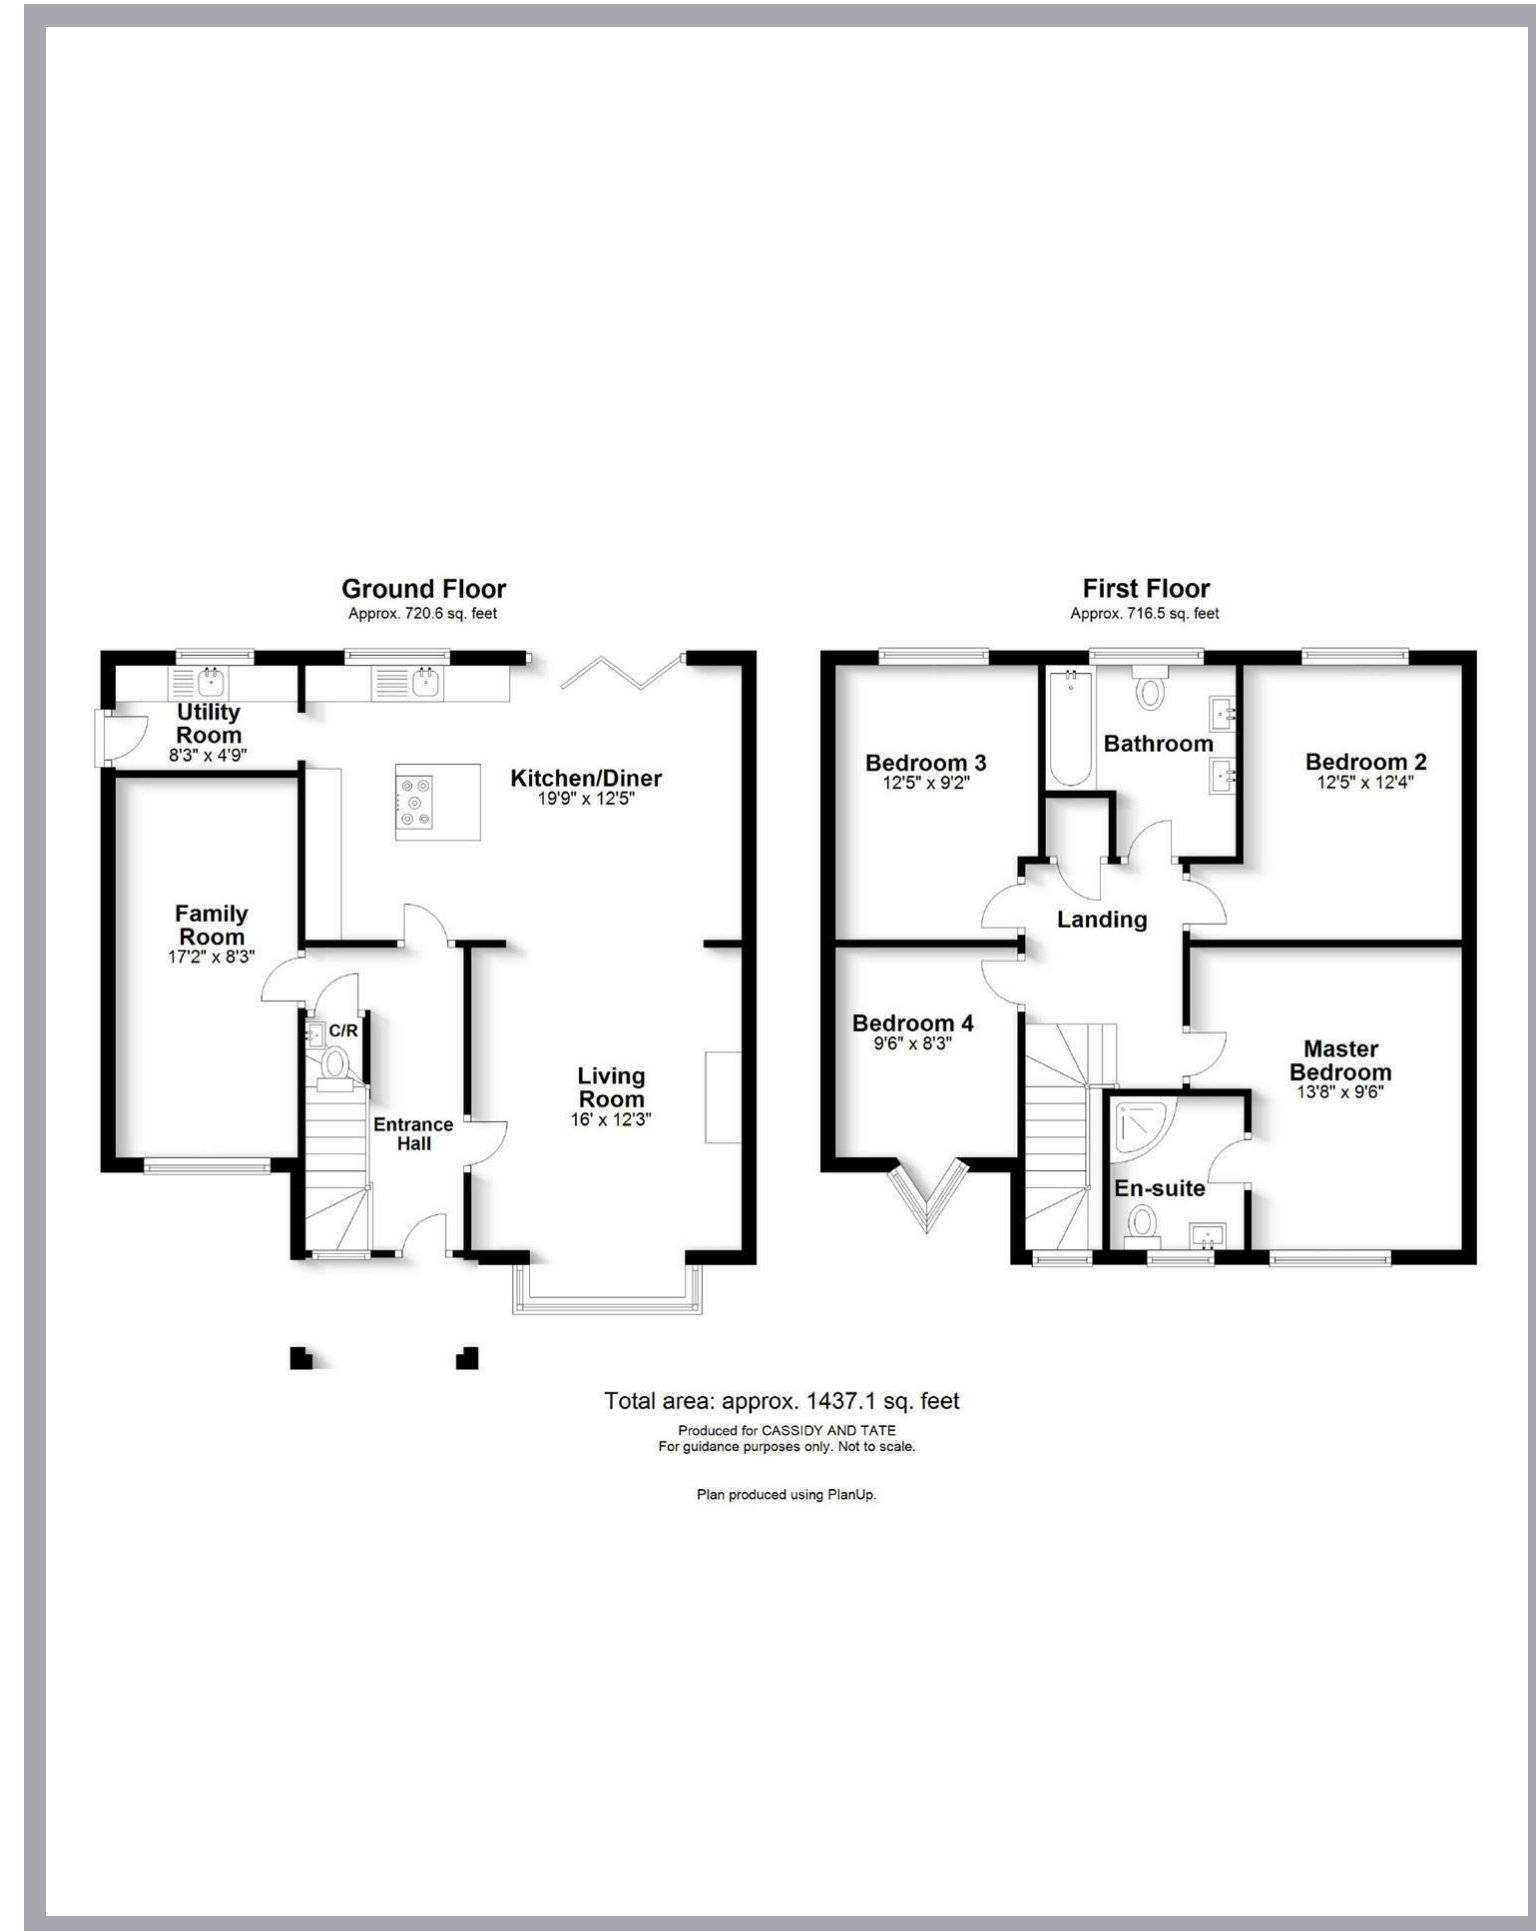 Ground Floor
Approx. 720.6 sq. feet
Utility
Room
8'3" x 4'9"
Kitchen/Diner
19'9" x 12'5"
Family
Room
17'2" x 8'3"
C/R
Entrance
Hall
Living
Room
16' x 12'3"
First Floor
Approx. 716.5 sq. feet
Bedroom 3
12'5" x 9'2"
Bathroom
Bedroom 2
12'5" x 12'4"
Landing
Bedroom 4
9'6" x 8'3"
Master
Bedroom
13'8" x 9'6"
En-suite
Total area: approx. 1437.1 sq. feet
Produced for CASSIDY AND TATE
For guidance purposes only. Not to scale.
Plan produced using PlanUp.